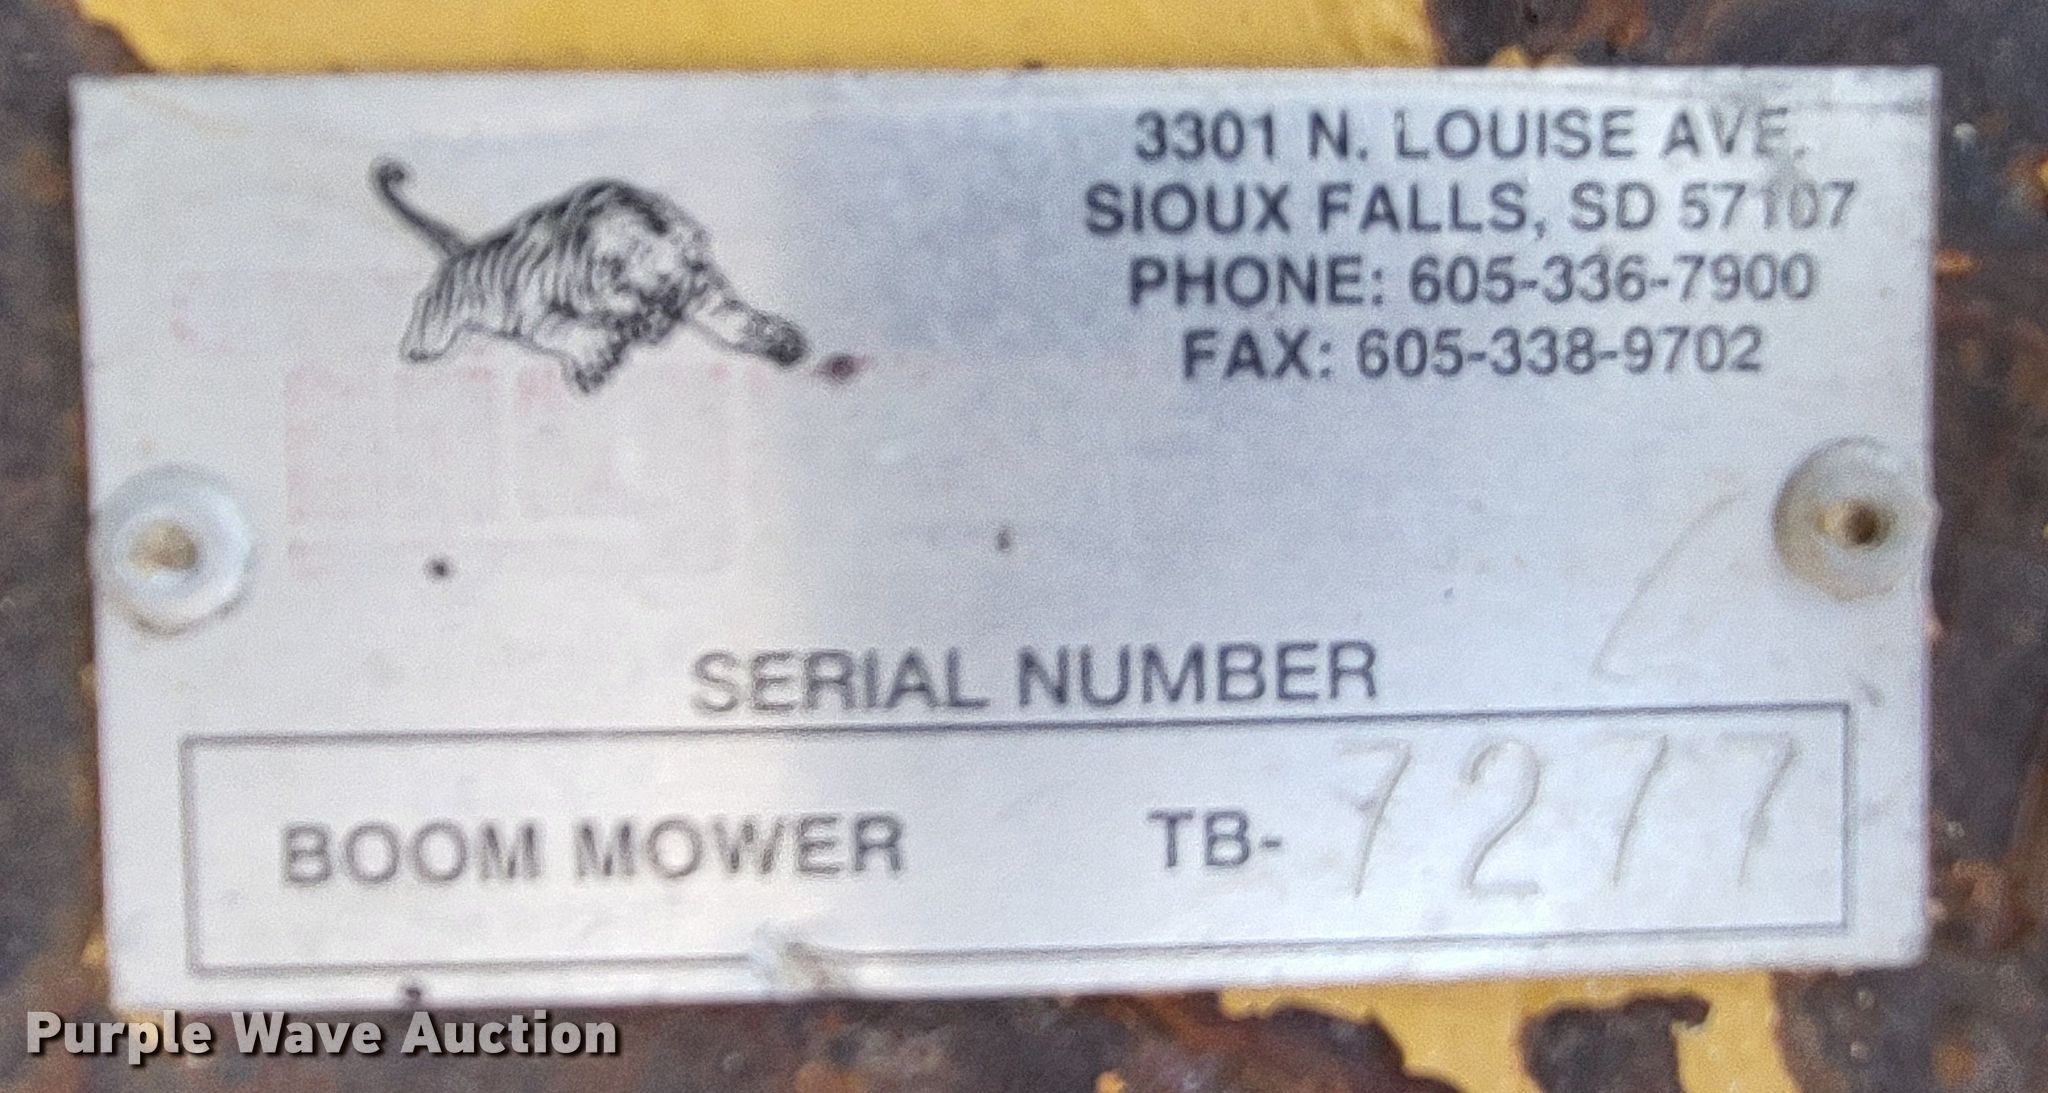 3301 N. LOUISE AVE.
SIOUX FALLS, SD 57107
PHONE: 605-336-7900
FAX: 605-338-9702
SERIAL NUMBER
BOOM MOWER TB-7277
Purple Wave Auction